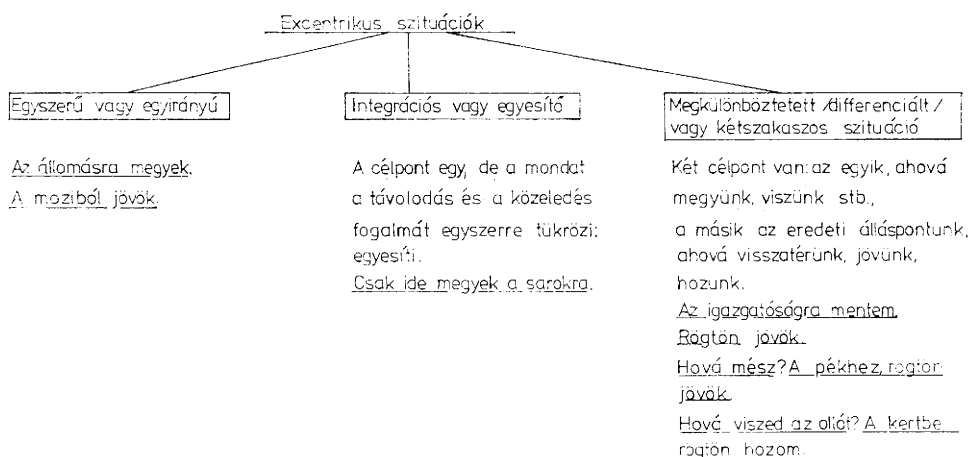 Excentrikus szituációk
Egyszerű vagy egyirányú
Az állomásra megyek.
A moziból jövök.
Integrációs vagy egyesítő
A célpont egy, de a mondat
a távolodás és a közeledés
fogalmát egyszerre tükrözi;
egyesíti.
Csak ide megyek a sarokra.
Megkülönböztetett /differenciált/
vagy kétszakaszos szituáció
Két célpont van: az egyik, ahová
megyünk, viszünk stb.,
a másik az eredeti álláspontunk,
ahová visszatérünk, jövünk,
hozunk.
Az igazgatóságra mentem.
Rögtön jövök.
Hová mész? A pékhez, rögtön
jövök
Hová viszed az ollót? A kertbe
rögtön hozom.